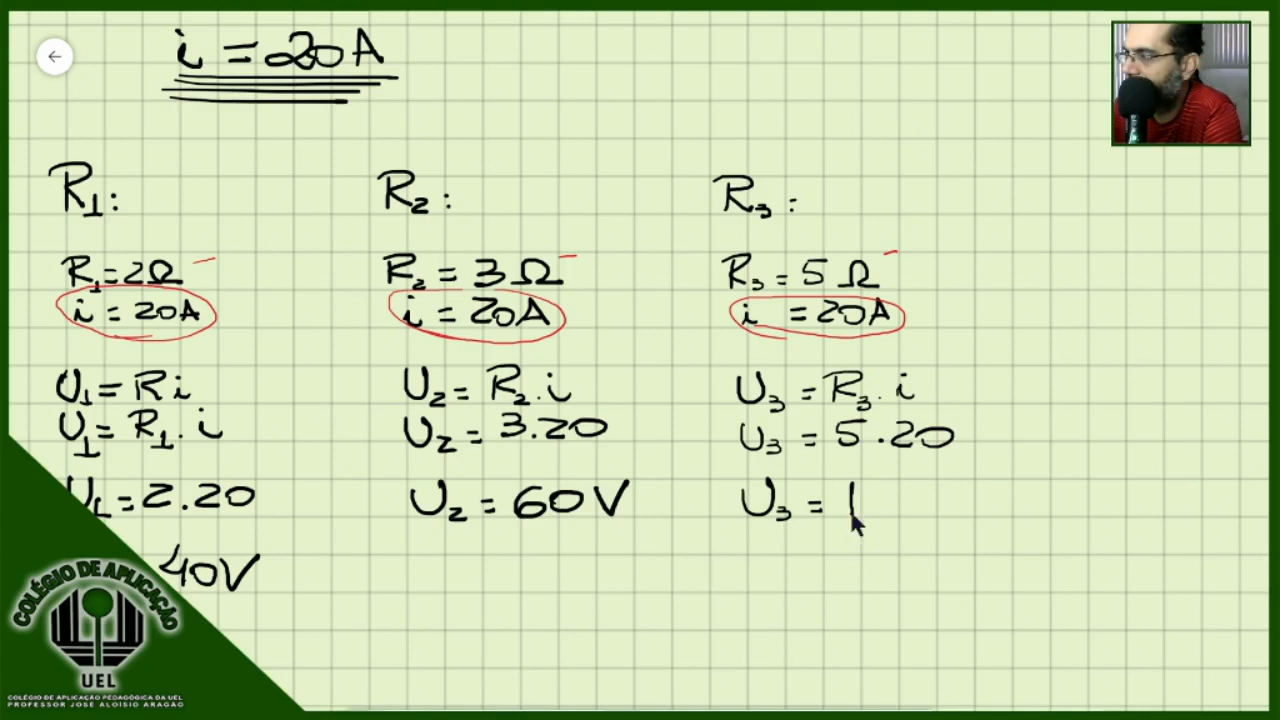 i = 20A
R₁:
R₁=2Ω
i = 20A
U₁= Ri
U₁= R₁. i
U₁=2.20
40V
R₂:
R₂ = 3Ω
i = 20A
U₂= R₂.i
U₂= 3.20
U₂= 60V
R₃:
R₃= 5Ω
i = 20A
U₃ = R₃. i
U₃ = 5.20
U₃ = 1
COLÉGIO DE APLICAÇÃO
UEL
COLÉGIO DE APLICAÇÃO PEDAGÓGICA DA UEL
PROFESSOR JOSÉ ALOÍSIO ARAGÃO